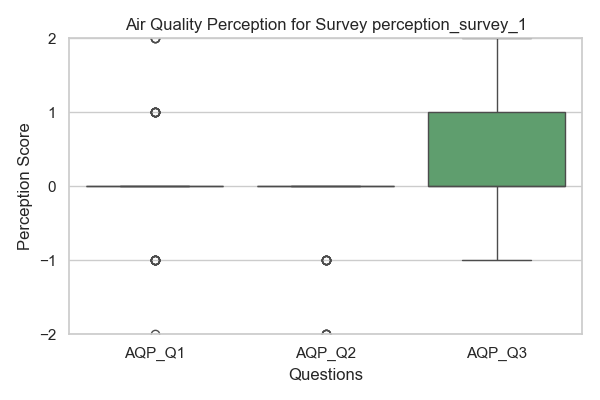 Air Quality Perception for Survey perception_survey_1
Perception Score
2
1
0
−1
−2
AQP_Q1
AQP_Q2
AQP_Q3
Questions